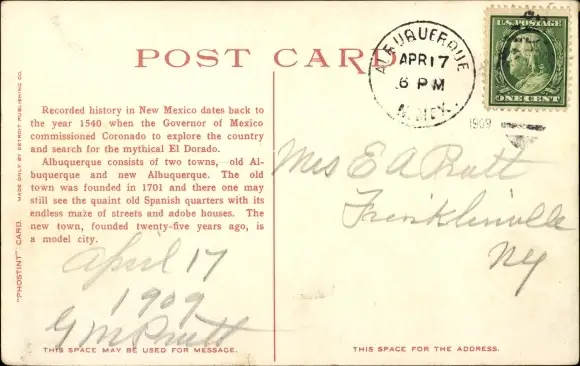 POST CARD
ALBUQUERQUE
APR 17
6 PM
N. MEX.
U.S. POSTAGE
ONE CENT
1909
"PHOSTINT" CARD. MADE ONLY BY DETROIT PUBLISHING CO.
Recorded history in New Mexico dates back to
the year 1540 when the Governor of Mexico
commissioned Coronado to explore the country
and search for the mythical El Dorado.
Albuquerque consists of two towns,—old Al-
buquerque and new Albuquerque. The old
town was founded in 1701 and there one may
still see the quaint old Spanish quarters with its
endless maze of streets and adobe houses. The
new town, founded twenty-five years ago, is
a model city.
April 17
1909
G M Pratt
THIS SPACE MAY BE USED FOR MESSAGE.
Mrs E A Pratt
Franklinville
NY
THIS SPACE FOR THE ADDRESS.